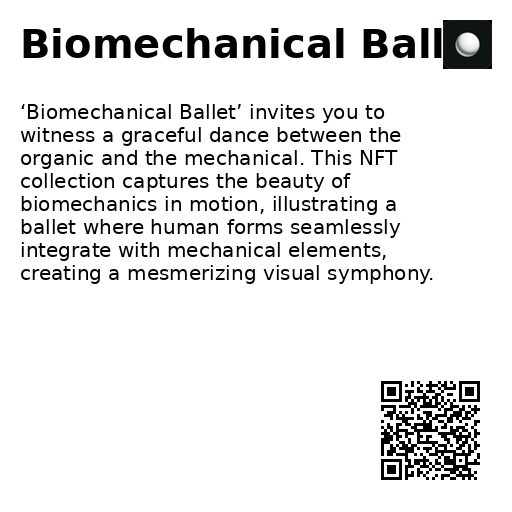 Biomechanical Ball
‘Biomechanical Ballet’ invites you to
witness a graceful dance between the
organic and the mechanical. This NFT
collection captures the beauty of
biomechanics in motion, illustrating a
ballet where human forms seamlessly
integrate with mechanical elements,
creating a mesmerizing visual symphony.